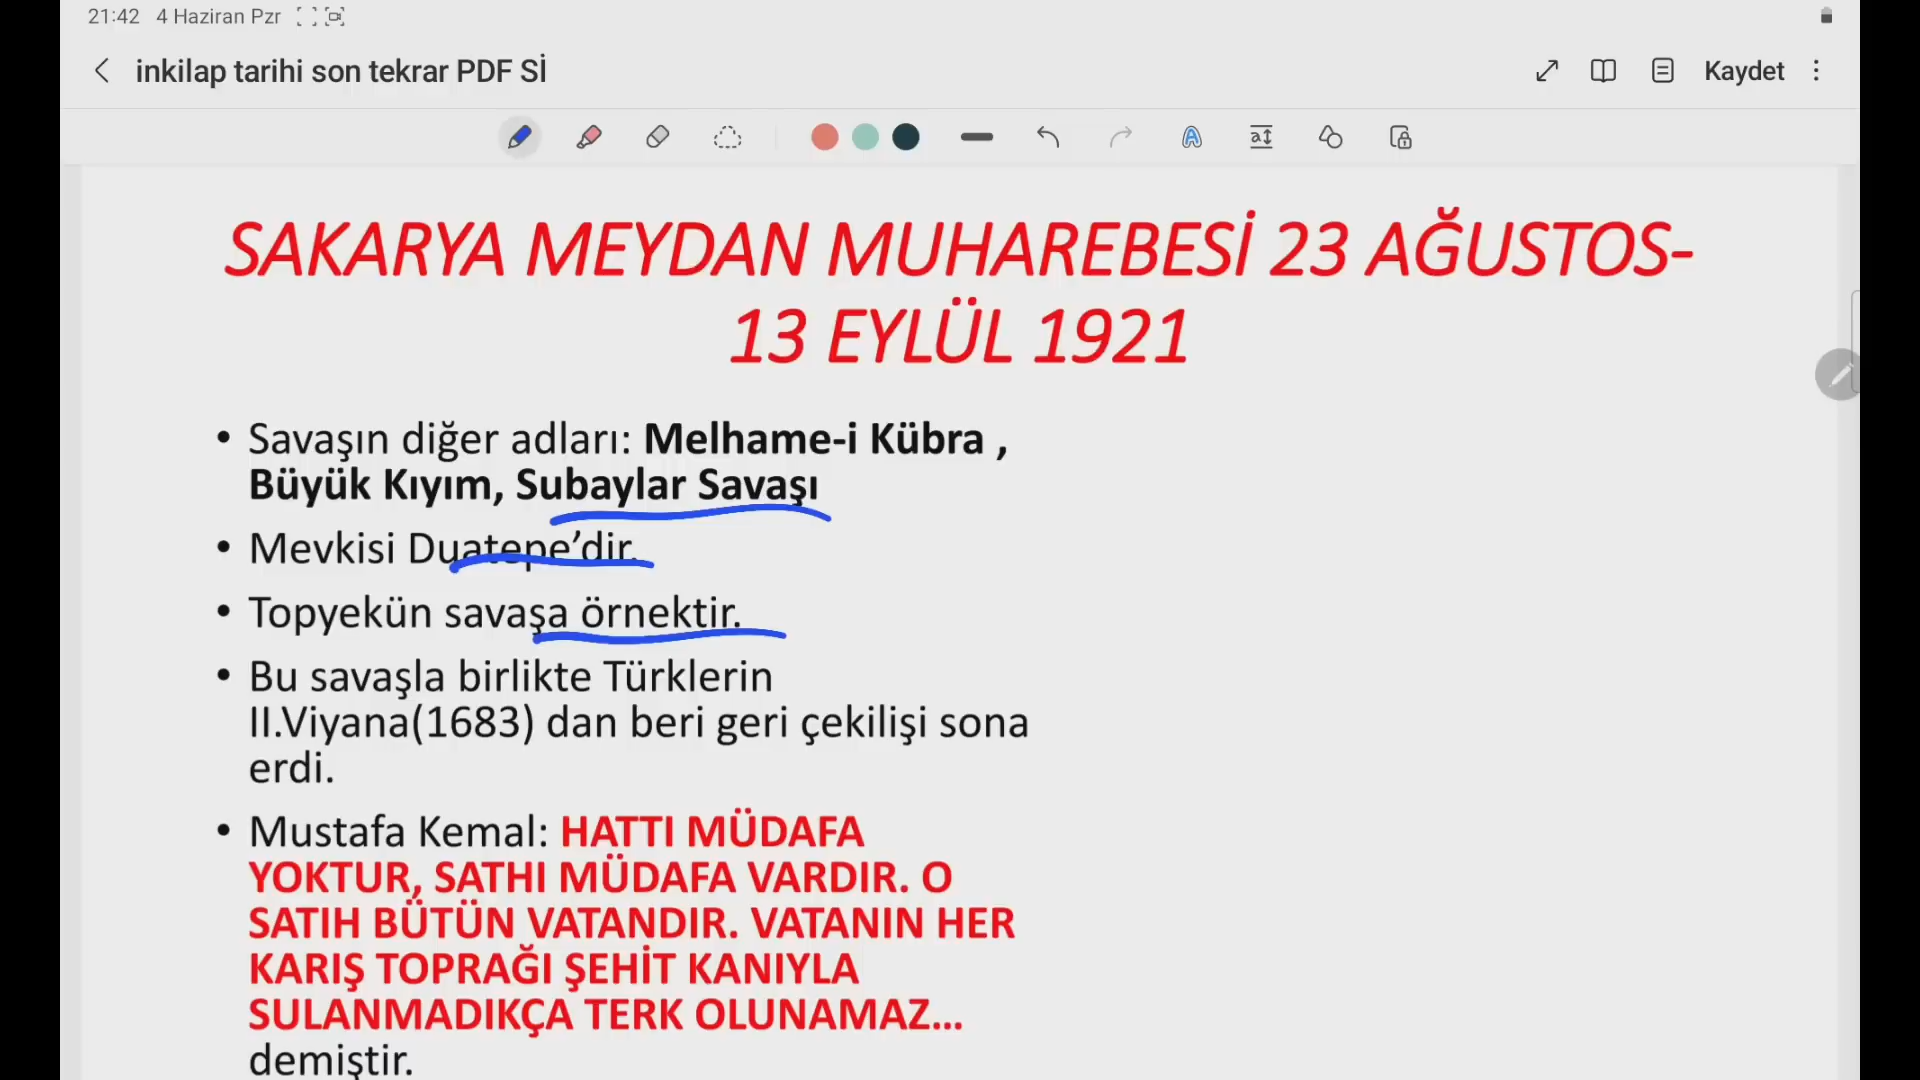 21:42 4 Haziran Pzr
inkilap tarihi son tekrar PDF Sİ
Kaydet
SAKARYA MEYDAN MUHAREBESİ 23 AĞUSTOS-
13 EYLÜL 1921
• Savaşın diğer adları: Melhame-i Kübra ,
Büyük Kıyım, Subaylar Savaşı
• Mevkisi Duatepe’dir.
• Topyekün savaşa örnektir.
• Bu savaşla birlikte Türklerin
II.Viyana(1683) dan beri geri çekilişi sona
erdi.
• Mustafa Kemal: HATTI MÜDAFA
YOKTUR, SATHI MÜDAFA VARDIR. O
SATIH BÜTÜN VATANDIR. VATANIN HER
KARIŞ TOPRAĞI ŞEHİT KANIYLA
SULANMADIKÇA TERK OLUNAMAZ...
demiştir.